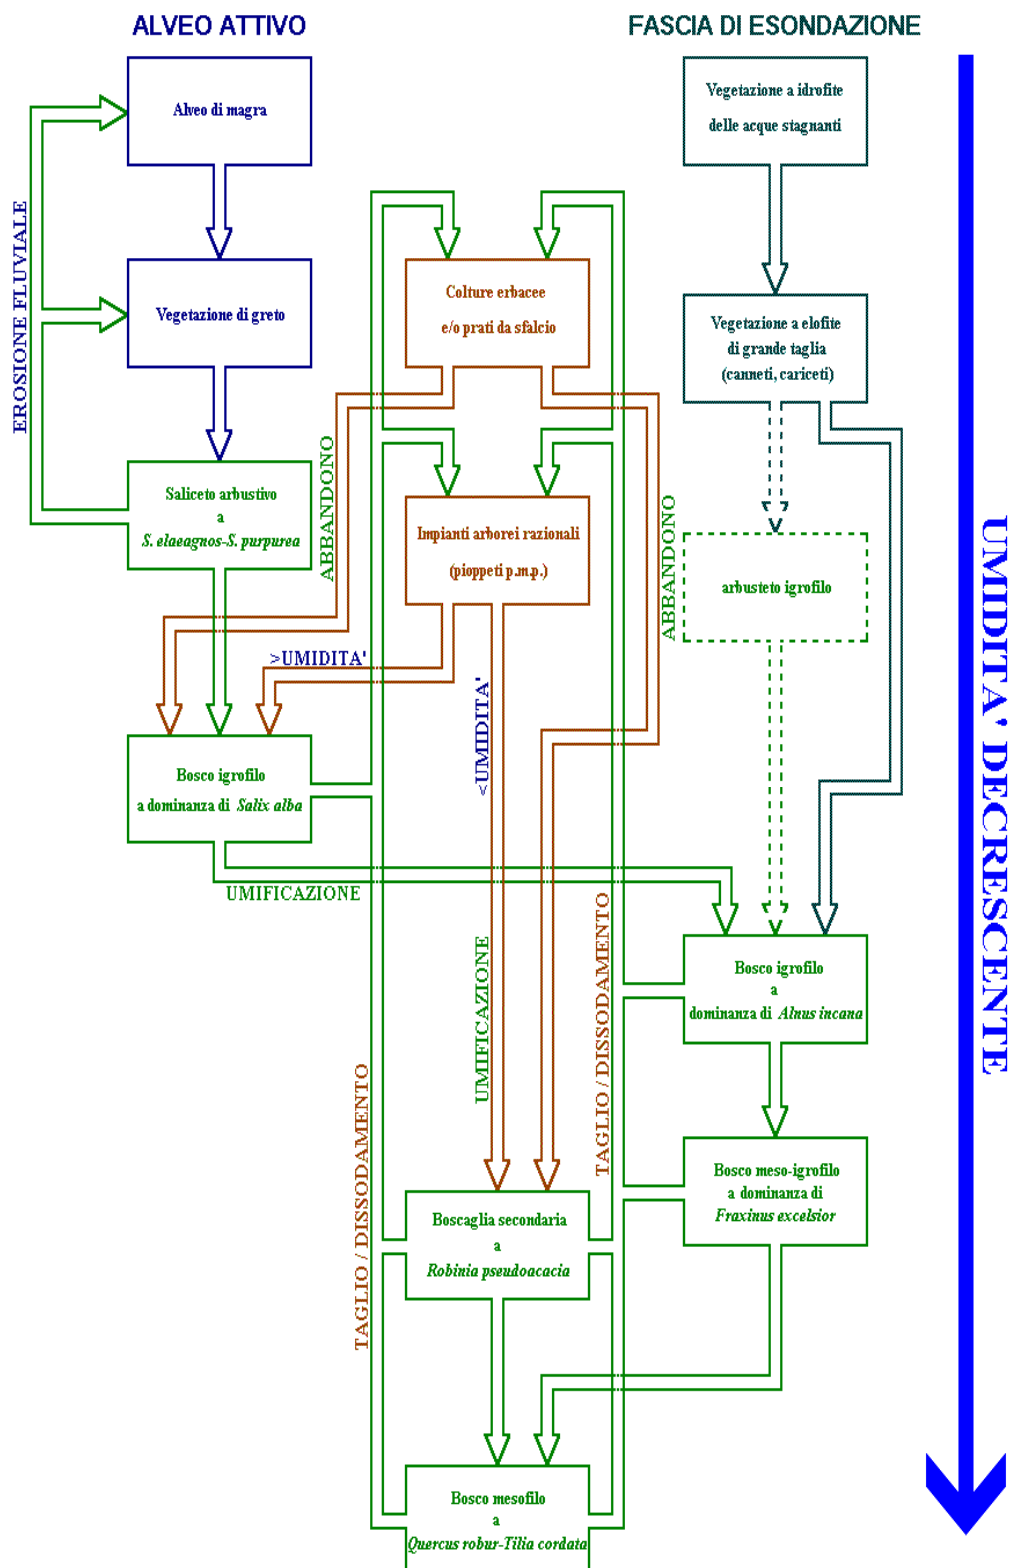 ALVEO ATTIVO
FASCIA DI ESONDAZIONE
Alveo di magra
Vegetazione a idrofite
delle acque stagnanti
EROSIONE FLUVIALE
Vegetazione di greto
Colture erbacee
e/o prati da sfalcio
Vegetazione a elofite
di grande taglia
(canneti, cariceti)
ABBANDONO
Saliceto arbustivo
a
S. elaeagnos-S. purpurea
Impianti arborei razionali
(pioppeti p.m.p.)
ABBANDONO
arbusteto igrofilo
UMIDITA' DECRESCENTE
>UMIDITA'
<UMIDITA'
Bosco igrofilo
a dominanza di Salix alba
UMIFICAZIONE
UMIFICAZIONE
TAGLIO / DISSODAMENTO
Bosco igrofilo
a
dominanza di Alnus incana
TAGLIO / DISSODAMENTO
Bosco meso-igrofilo
a dominanza di
Fraxinus excelsior
Boscaglia secondaria
a
Robinia pseudoacacia
Bosco mesofilo
a
Quercus robur-Tilia cordata